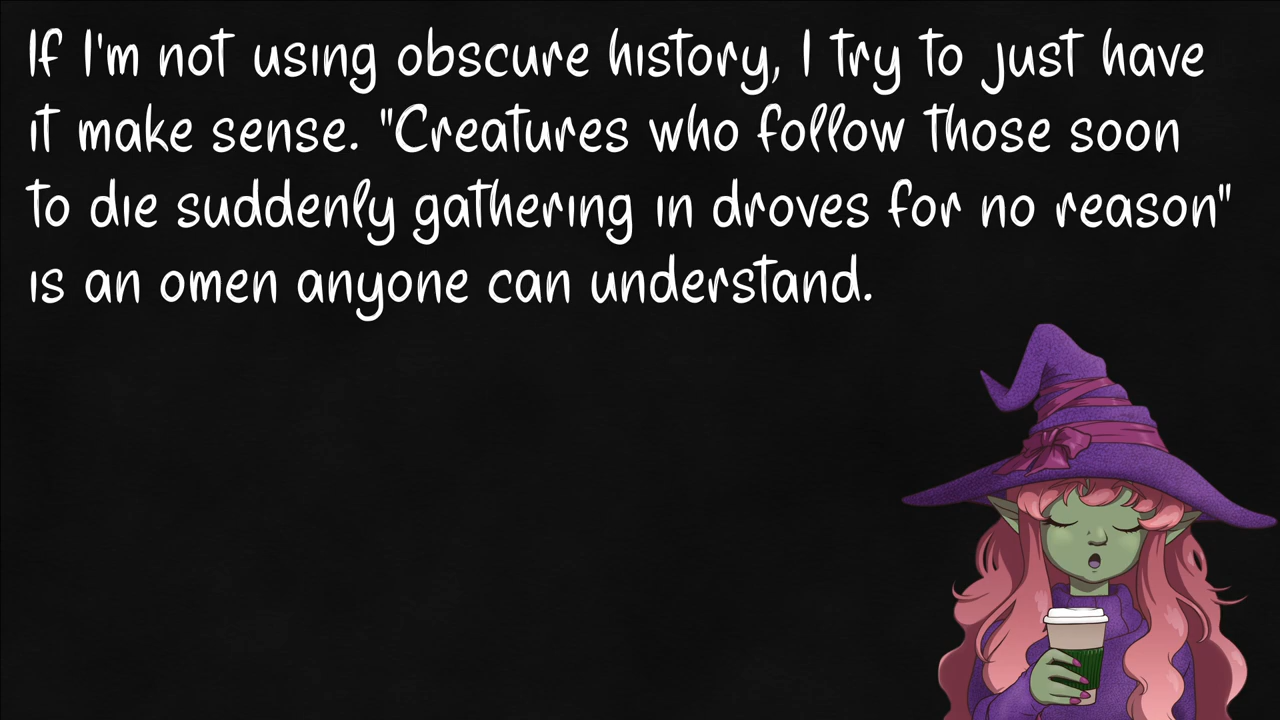 If I'm not using obscure history, I try to just have
it make sense. "Creatures who follow those soon
to die suddenly gathering in droves for no reason"
is an omen anyone can understand.